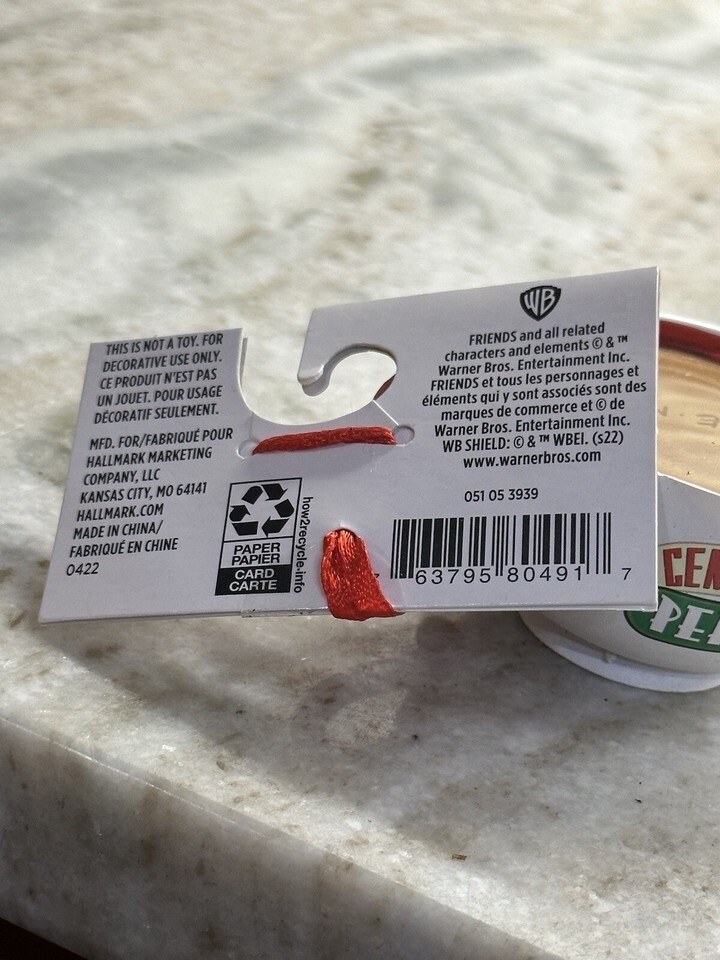 THIS IS NOT A TOY. FOR
DECORATIVE USE ONLY.
CE PRODUIT N'EST PAS
UN JOUET. POUR USAGE
DÉCORATIF SEULEMENT.
MFD. FOR/FABRIQUÉ POUR
HALLMARK MARKETING
COMPANY, LLC
KANSAS CITY, MO 64141
HALLMARK.COM
MADE IN CHINA/
FABRIQUÉ EN CHINE
0422
PAPER
PAPIER
CARD
CARTE
how2recycle.info
WB
FRIENDS and all related
characters and elements © & ™
Warner Bros. Entertainment Inc.
FRIENDS et tous les personnages et
éléments qui y sont associés sont des
marques de commerce et © de
Warner Bros. Entertainment Inc.
WB SHIELD: © & ™ WBEI. (s22)
www.warnerbros.com
051 05 3939
63795 80491 7
CEN
PE